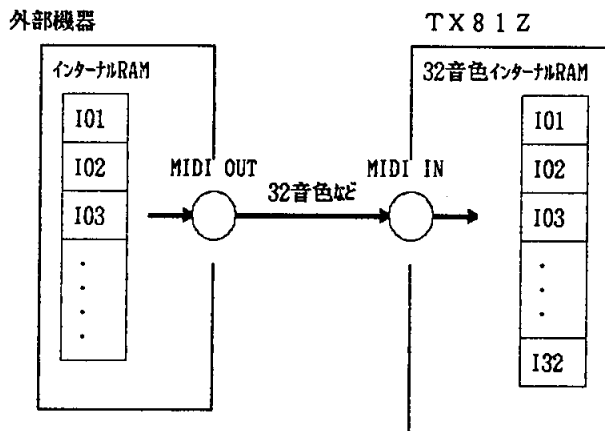 外部機器
TX81Z
インターナルRAM
32音色インターナルRAM
I01
I02
I03
MIDI OUT
32音色など
MIDI IN
I01
I02
I03
I32